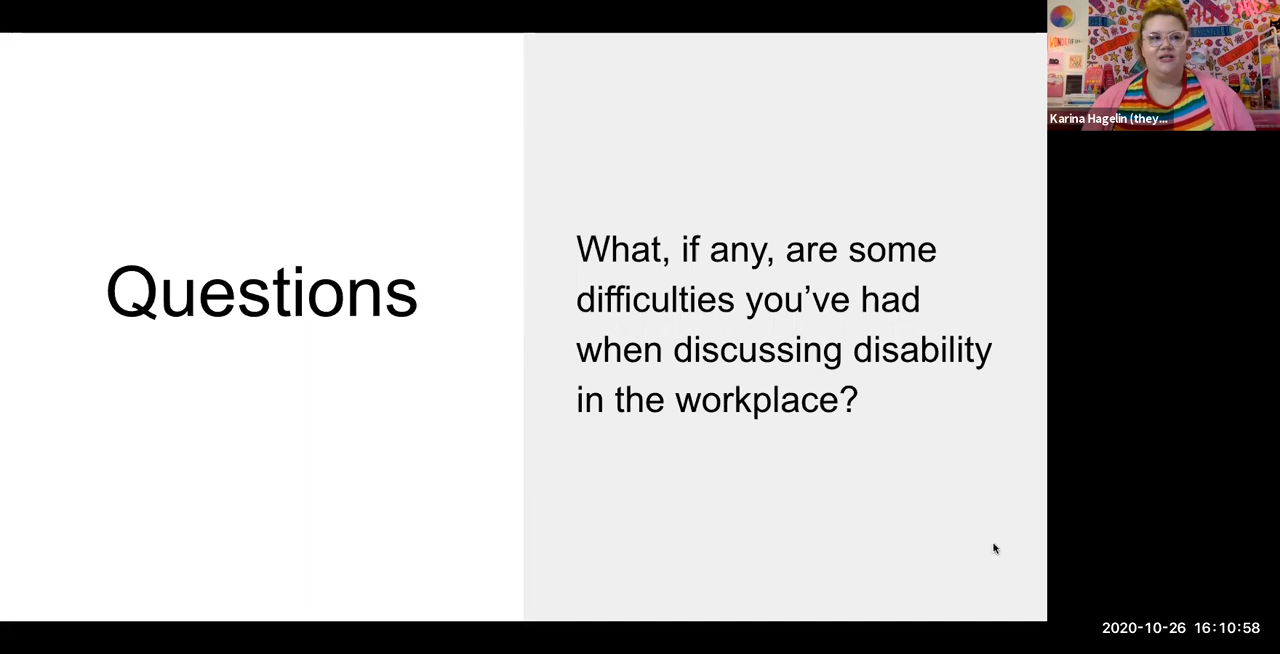 Questions
What, if any, are some
difficulties you’ve had
when discussing disability
in the workplace?
Karina Hagelin (they...
2020-10-26 16:10:58